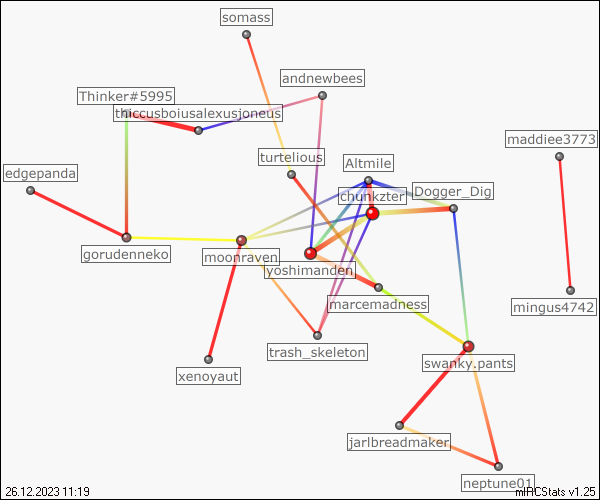 somass
andnewbees
Thinker#5995
thiccusboiusalexusjoneus
maddiee3773
turtelious
Altmile
edgepanda
chunkzter
Dogger_Dig
gorudenneko
moonraven
yoshimanden
marcemadness
mingus4742
trash_skeleton
swanky.pants
xenoyaut
jarlbreadmaker
neptune01
26.12.2023 11:19
mIRCStats v1.25